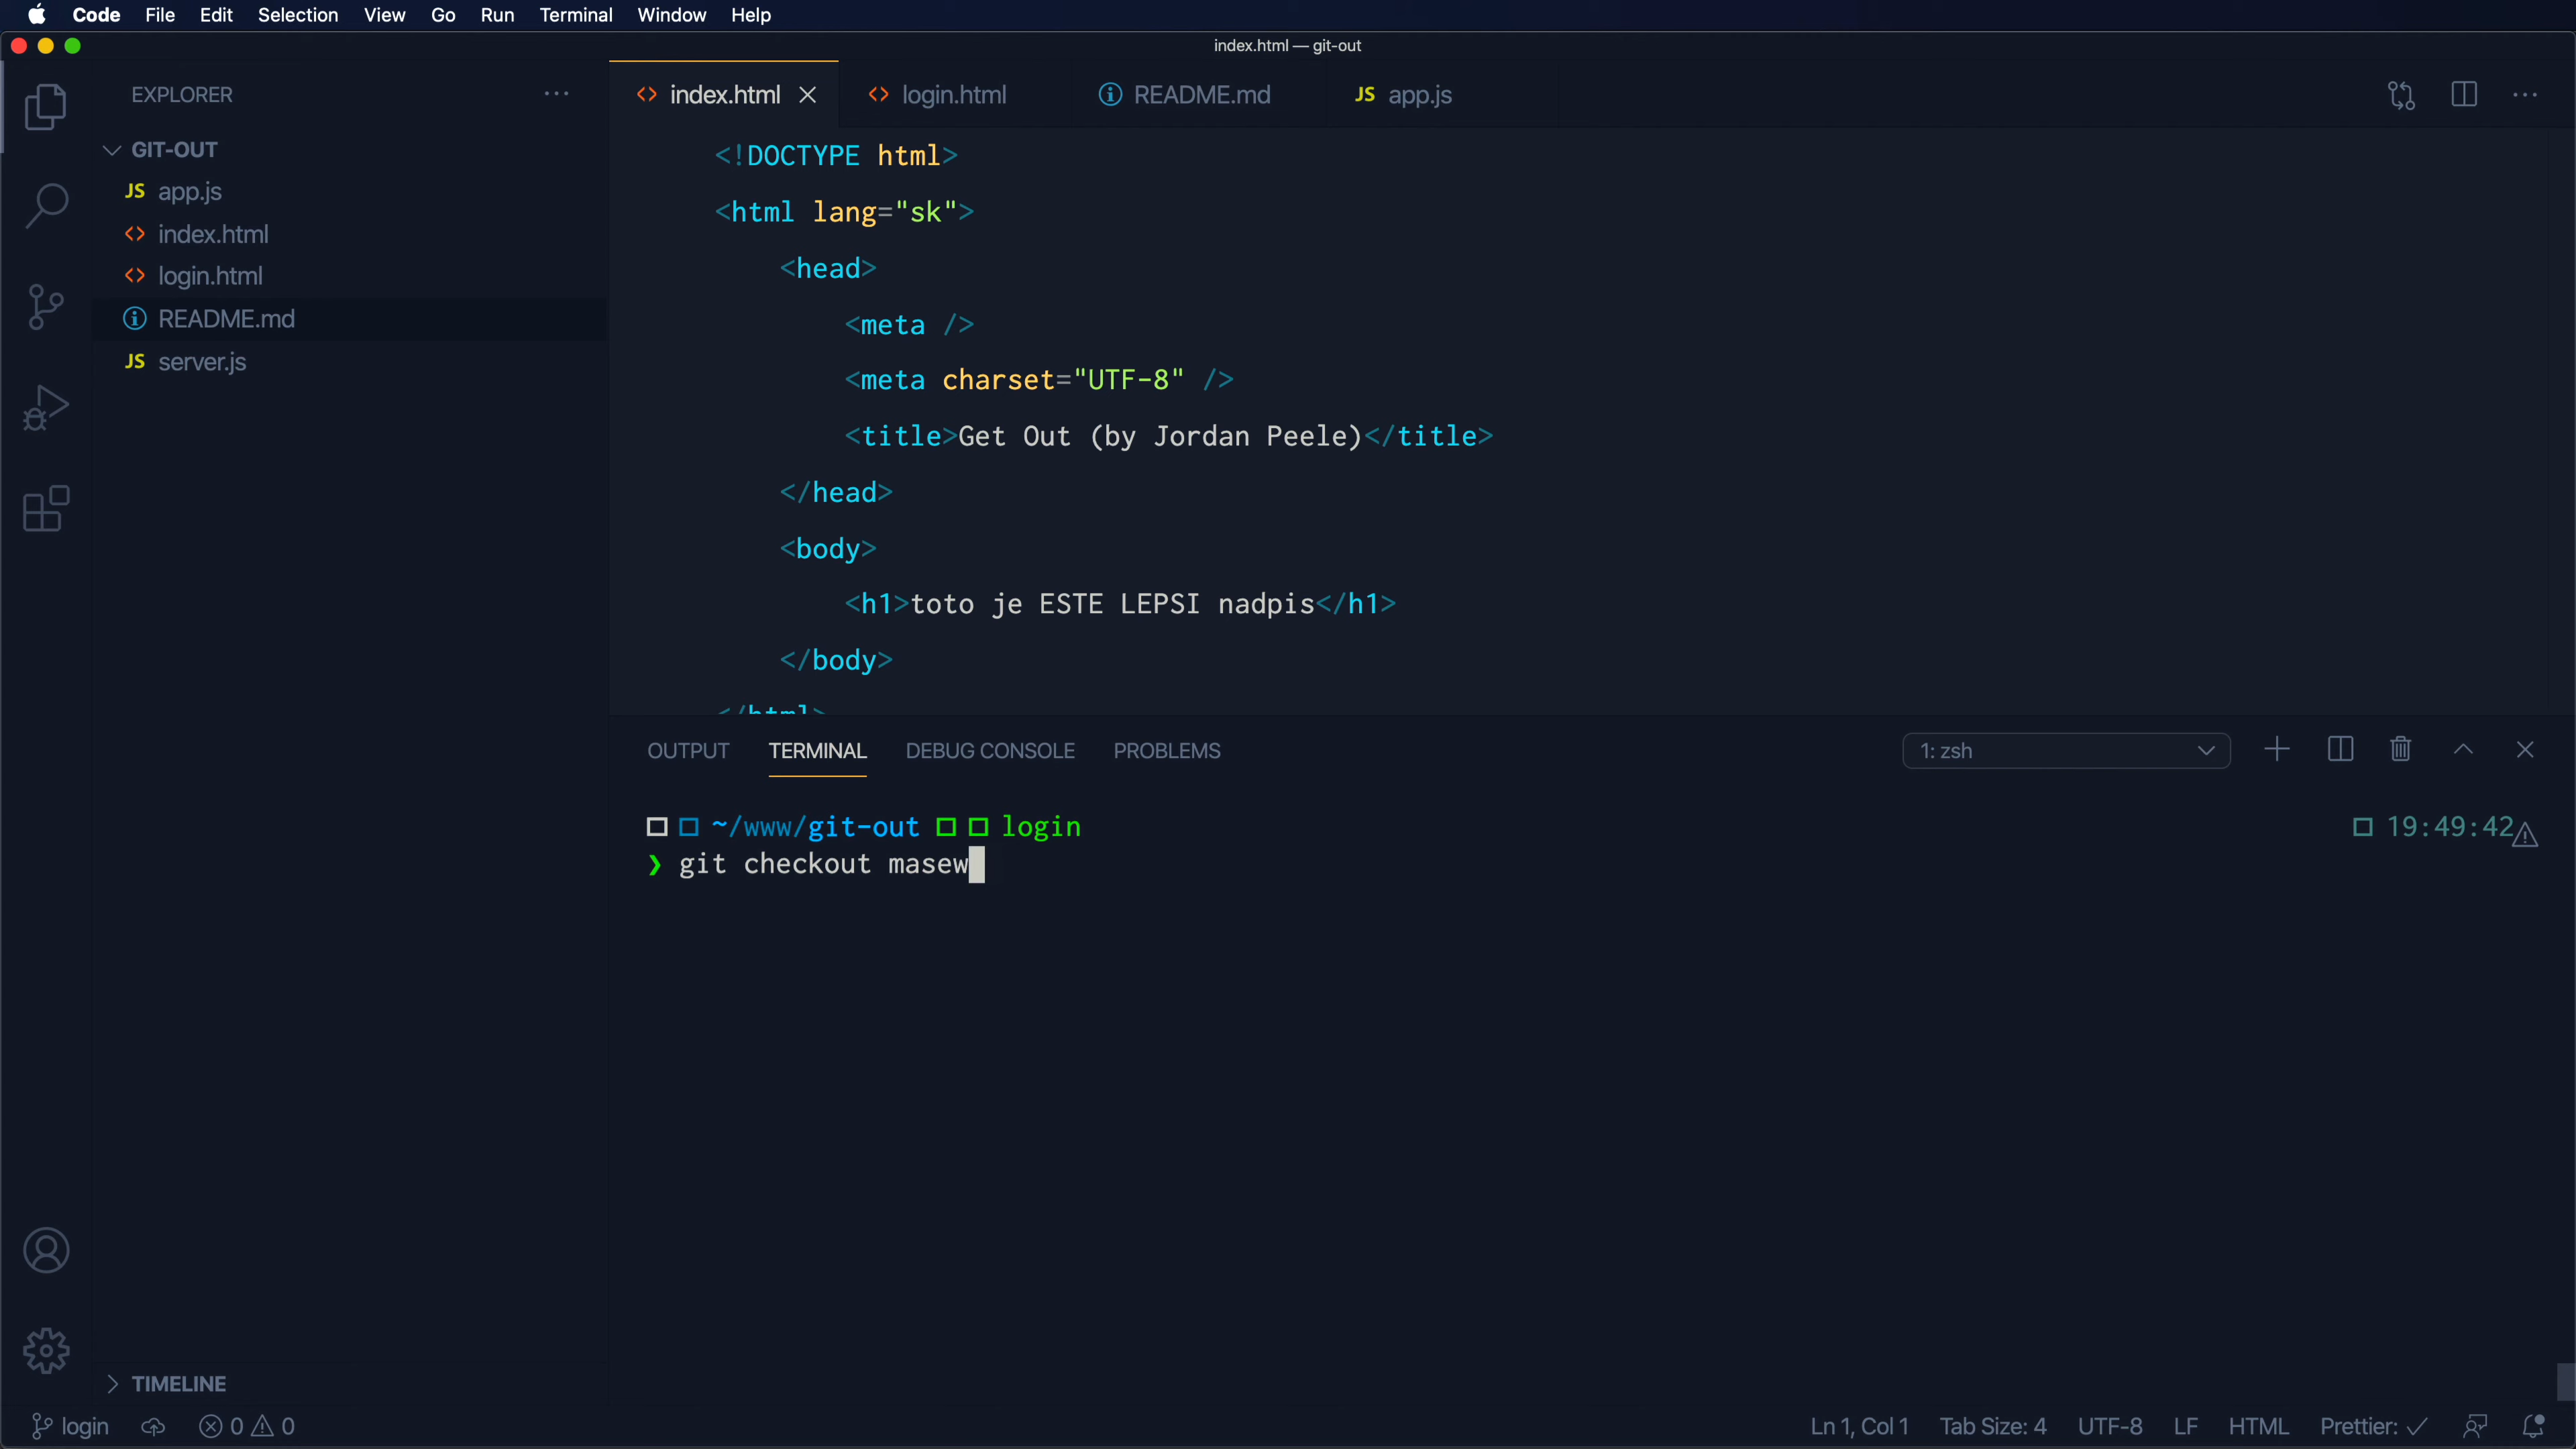 Code File Edit Selection View Go Run Terminal Window Help
index.html — git-out
EXPLORER
GIT-OUT
JS app.js
<> index.html
<> login.html
README.md
JS server.js
TIMELINE
<> index.html <> login.html README.md JS app.js
<!DOCTYPE html>
<html lang="sk">
<head>
<meta />
<meta charset="UTF-8" />
<title>Get Out (by Jordan Peele)</title>
</head>
<body>
<h1>toto je ESTE LEPSI nadpis</h1>
</body>
</html>
OUTPUT TERMINAL DEBUG CONSOLE PROBLEMS 1: zsh
~/www/git-out login 19:49:42
❯ git checkout masew
login 0 0 Ln 1, Col 1 Tab Size: 4 UTF-8 LF HTML Prettier: ✓